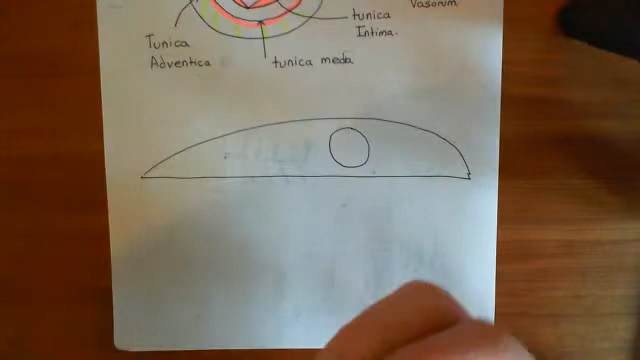 Vasorum
tunica
Intima.
Tunica
Adventica
tunica meda